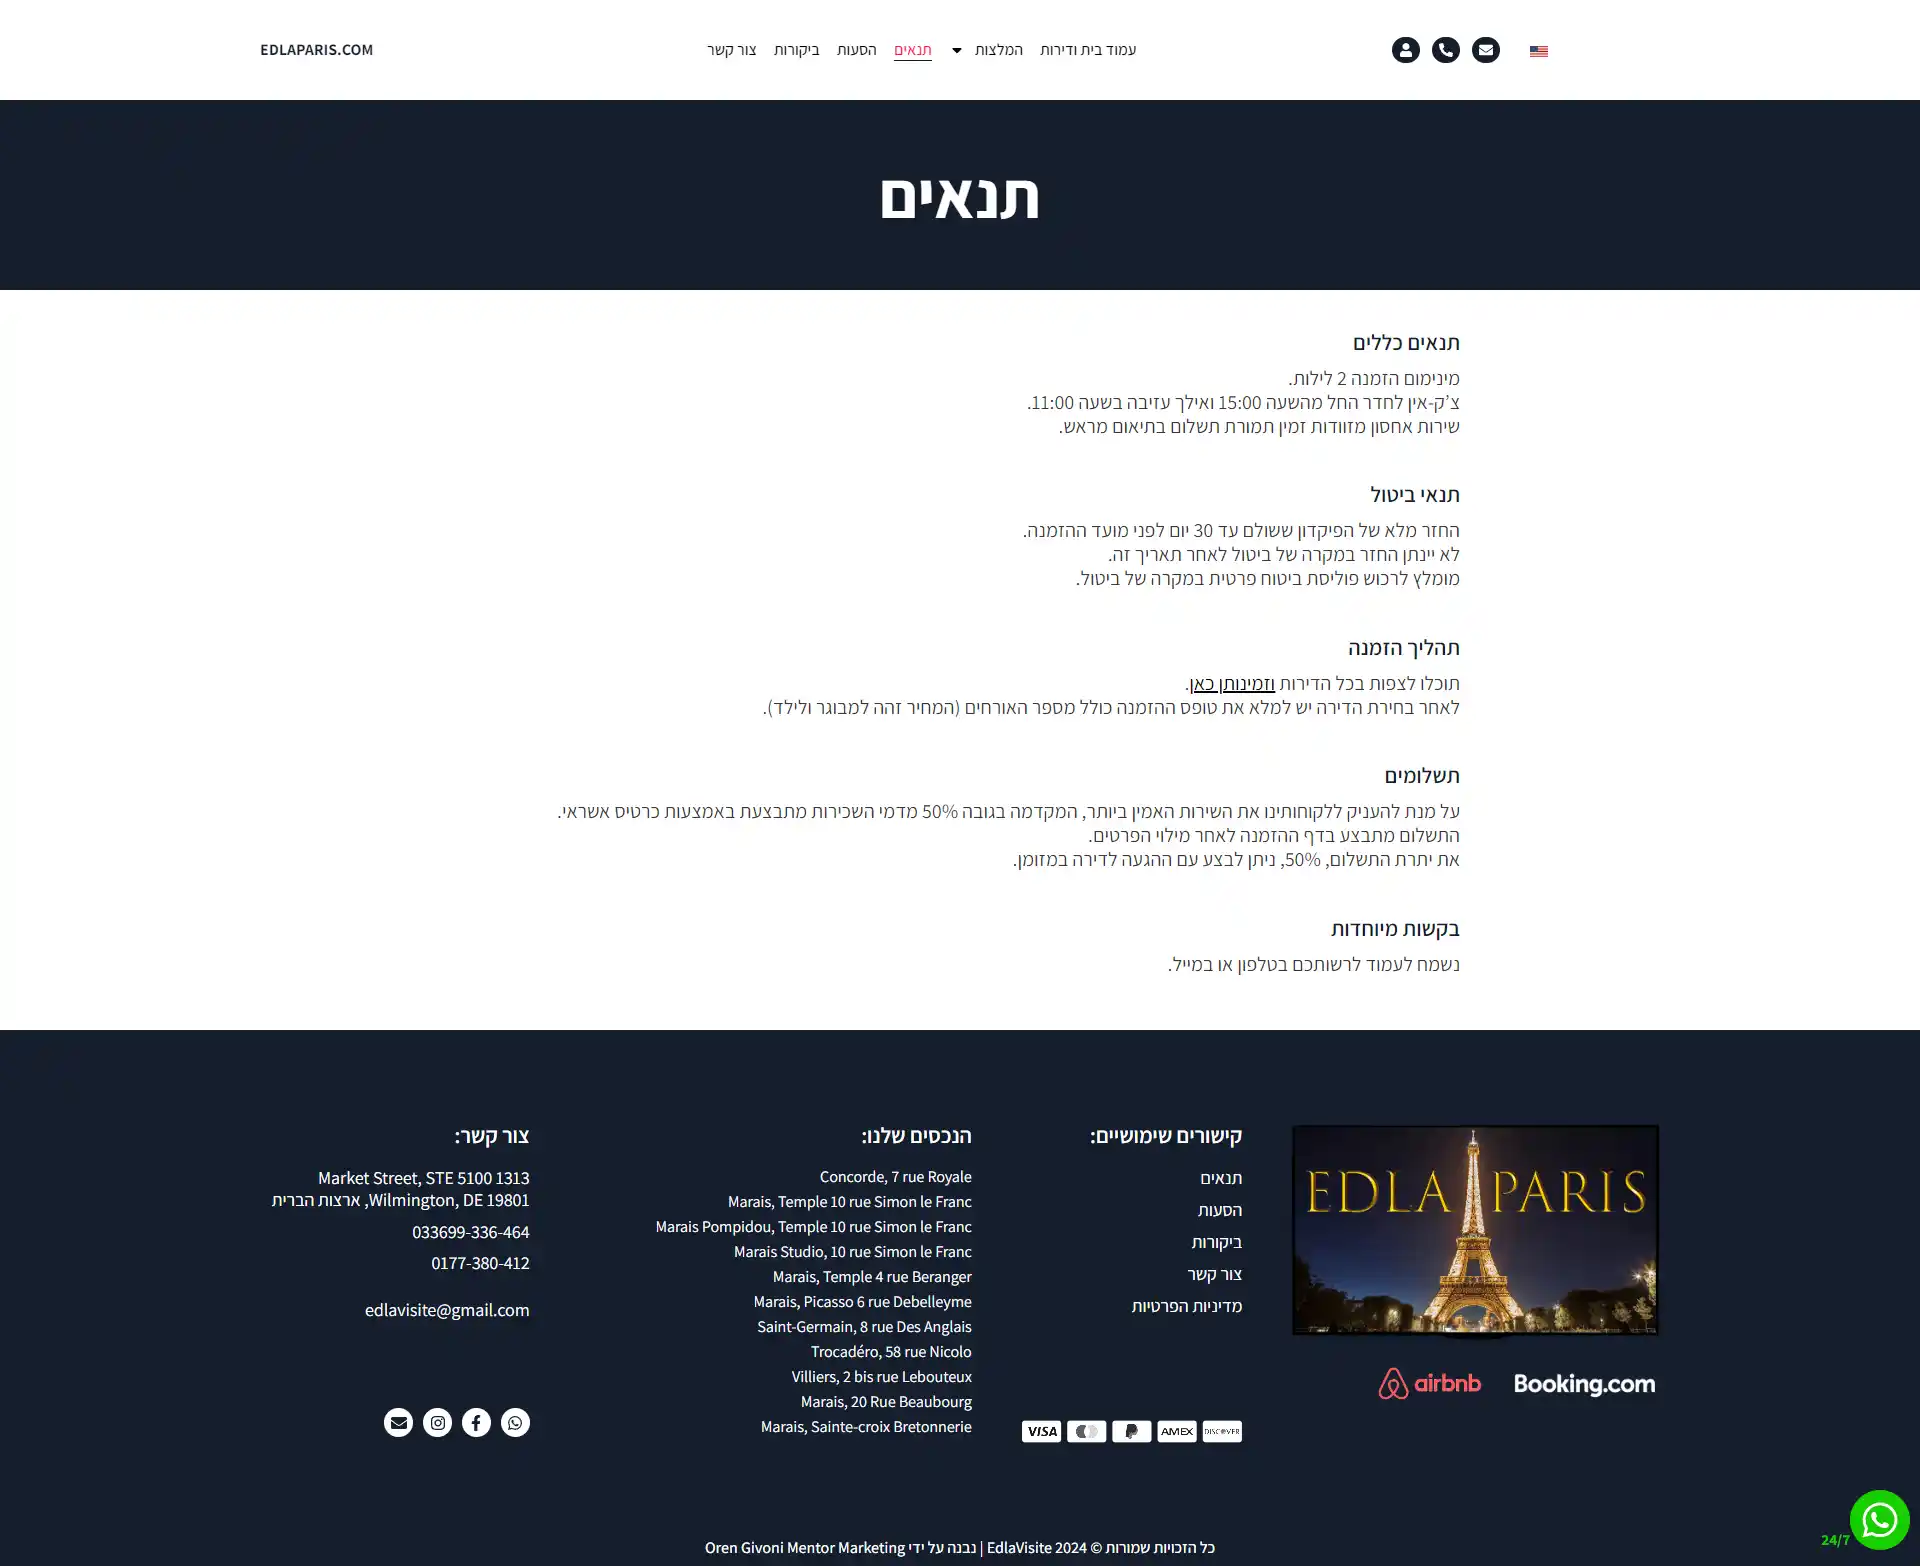 עמוד בית ודירות
המלצות
תנאים
הסעות
ביקורות
צור קשר
EDLAPARIS.COM
תנאים
תנאים כללים
מינימום הזמנה 2 לילות.
צ׳ק-אין לחדר החל מהשעה 15:00 ואילך עזיבה בשעה 11:00.
שירות אחסון מזוודות זמין תמורת תשלום בתיאום מראש.
תנאי ביטול
החזר מלא של הפיקדון ששולם עד 30 יום לפני מועד ההזמנה.
לא יינתן החזר במקרה של ביטול לאחר תאריך זה.
מומלץ לרכוש פוליסת ביטוח פרטית במקרה של ביטול.
תהליך הזמנה
תוכלו לצפות בכל הדירות וזמינותן כאן.
לאחר בחירת הדירה יש למלא את טופס ההזמנה כולל מספר האורחים (המחיר זהה למבוגר ולילד).
תשלומים
על מנת להעניק ללקוחותינו את השירות האמין ביותר, המקדמה בגובה 50% מדמי השכירות מתבצעת באמצעות כרטיס אשראי.
התשלום מתבצע בדף ההזמנה לאחר מילוי הפרטים.
את יתרת התשלום, 50%, ניתן לבצע עם ההגעה לדירה במזומן.
בקשות מיוחדות
נשמח לעמוד לרשותכם בטלפון או במייל.
EDLA PARIS
airbnb
Booking.com
קישורים שימושיים:
תנאים
הסעות
ביקורות
צור קשר
מדיניות הפרטיות
VISA
AMEX
DISCOVER
הנכסים שלנו:
Concorde, 7 rue Royale
Marais, Temple 10 rue Simon le Franc
Marais Pompidou, Temple 10 rue Simon le Franc
Marais Studio, 10 rue Simon le Franc
Marais, Temple 4 rue Beranger
Marais, Picasso 6 rue Debelleyme
Saint-Germain, 8 rue Des Anglais
Trocadéro, 58 rue Nicolo
Villiers, 2 bis rue Lebouteux
Marais, 20 Rue Beaubourg
Marais, Sainte-croix Bretonnerie
צור קשר:
Market Street, STE 5100 1313
Wilmington, DE 19801, ארצות הברית
033699-336-464
0177-380-412
edlavisite@gmail.com
24/7
כל הזכויות שמורות © EdlaVisite 2024 | נבנה על ידי Oren Givoni Mentor Marketing